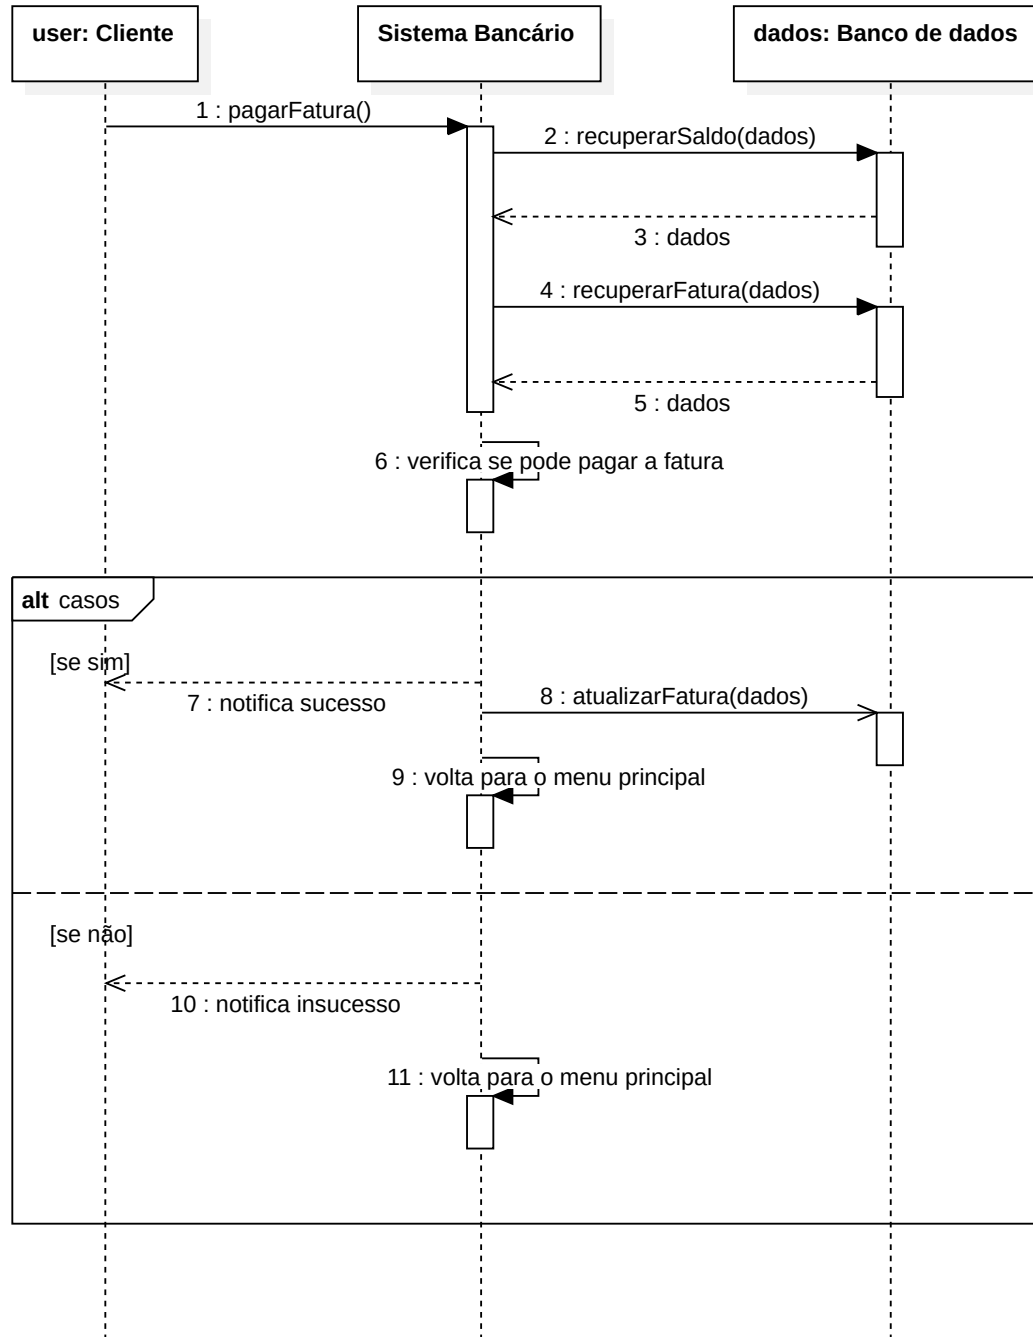 user: Cliente
Sistema Bancário
dados: Banco de dados
1 : pagarFatura()
2 : recuperarSaldo(dados)
3 : dados
4 : recuperarFatura(dados)
5 : dados
6 : verifica se pode pagar a fatura
alt casos
[se sim]
7 : notifica sucesso
8 : atualizarFatura(dados)
9 : volta para o menu principal
[se não]
10 : notifica insucesso
11 : volta para o menu principal